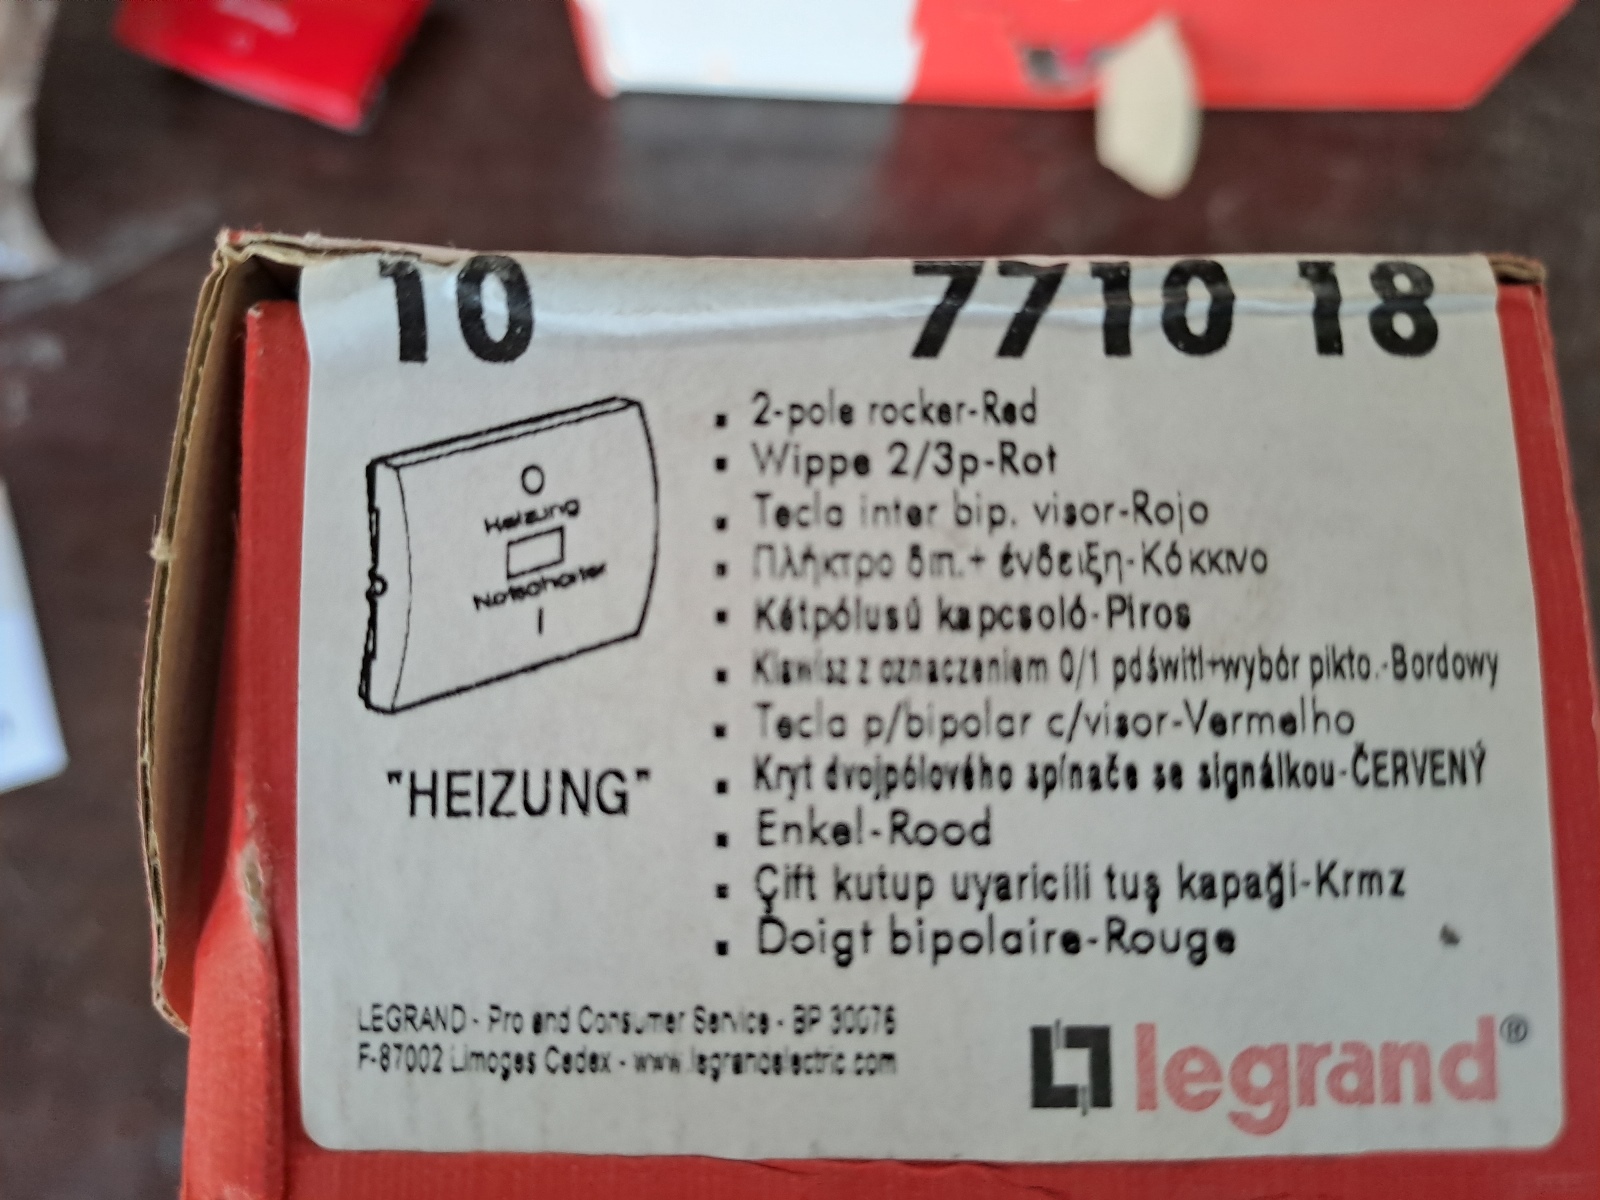 10 7710 18
O
Heizung
Notschalter
I
"HEIZUNG"
▪ 2-pole rocker-Red
▪ Wippe 2/3p-Rot
▪ Tecla inter bip. visor-Rojo
▪ Πλήκτρο διπ.+ ένδειξη-Κόκκινο
▪ Kétpólusú kapcsoló-Piros
▪ Klawisz z oznaczeniem 0/1 pdświtl+wybór pikto.-Bordowy
▪ Tecla p/bipolar c/visor-Vermelho
▪ Kryt dvojpólového spínače se signálkou-ČERVENÝ
▪ Enkel-Rood
▪ Çift kutup uyaricili tuş kapaği-Krmz
▪ Doigt bipolaire-Rouge
LEGRAND - Pro and Consumer Service - BP 30076
F-87002 Limoges Cedex - www.legrandelectric.com
legrand®